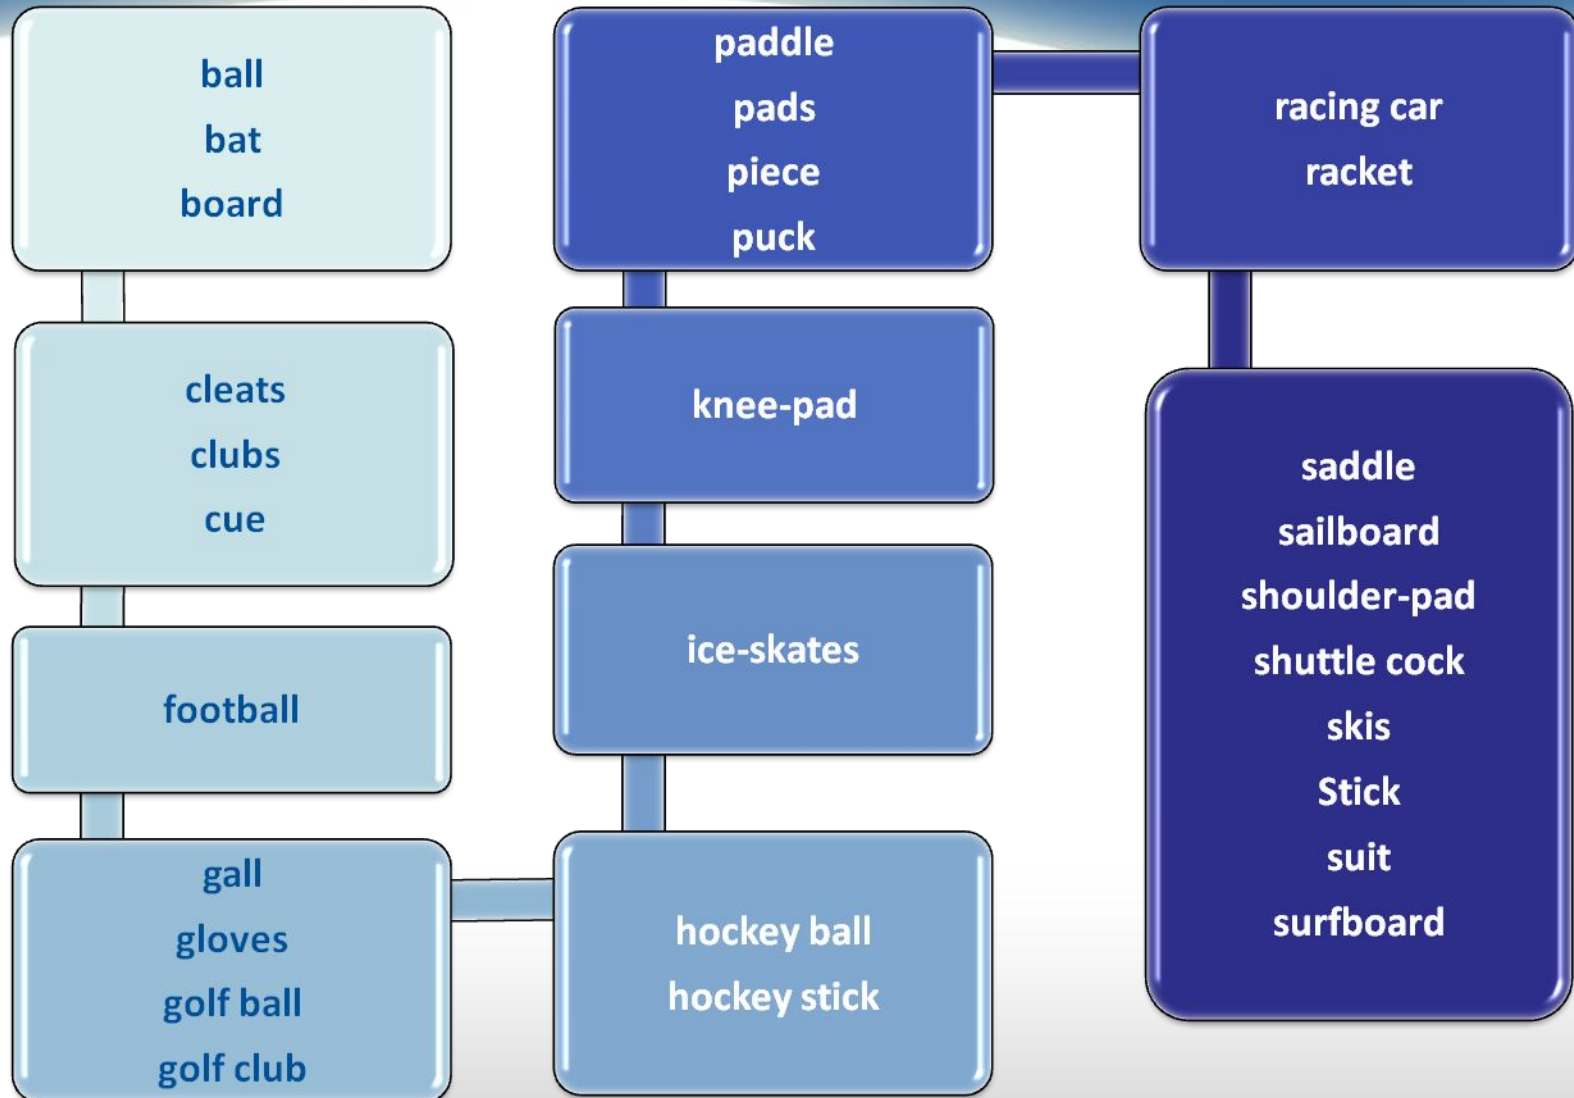 ball
bat
board
cleats
clubs
cue
football
gall
gloves
golf ball
golf club
hockey ball
hockey stick
ice-skates
knee-pad
paddle
pads
piece
puck
racing car
racket
saddle
sailboard
shoulder-pad
shuttle cock
skis
Stick
suit
surfboard